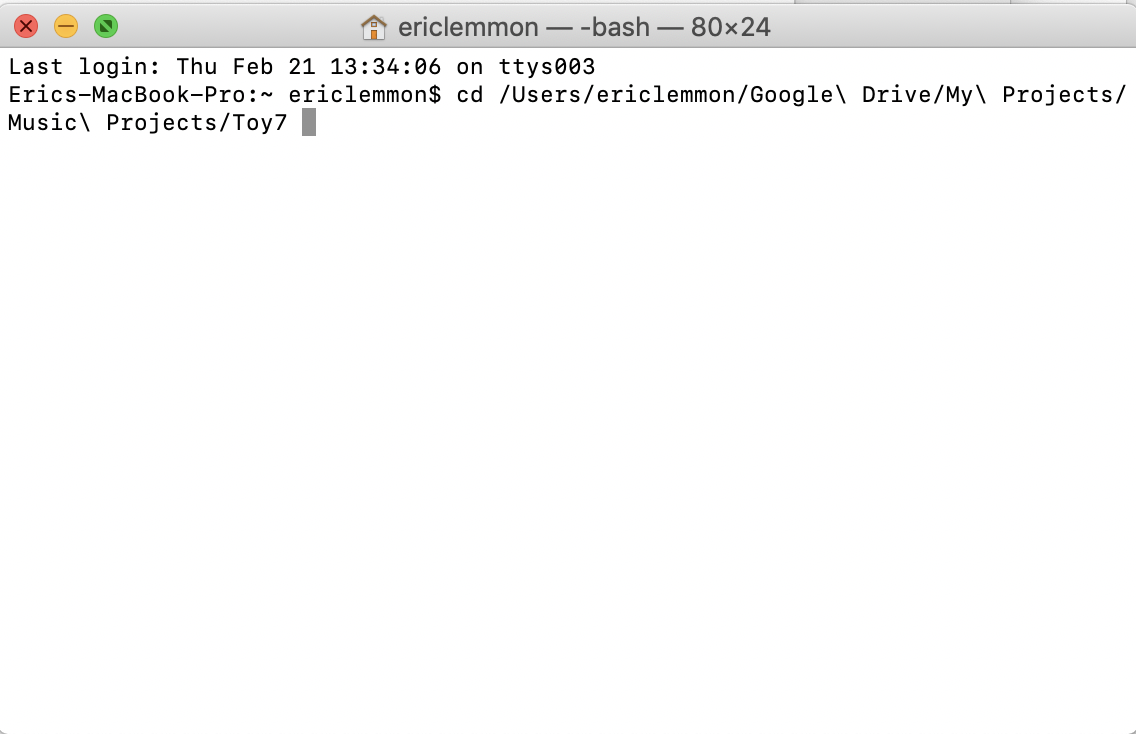 ericlemmon — -bash — 80×24
Last login: Thu Feb 21 13:34:06 on ttys003
Erics-MacBook-Pro:~ ericlemmon$ cd /Users/ericlemmon/Google\ Drive/My\ Projects/
Music\ Projects/Toy7